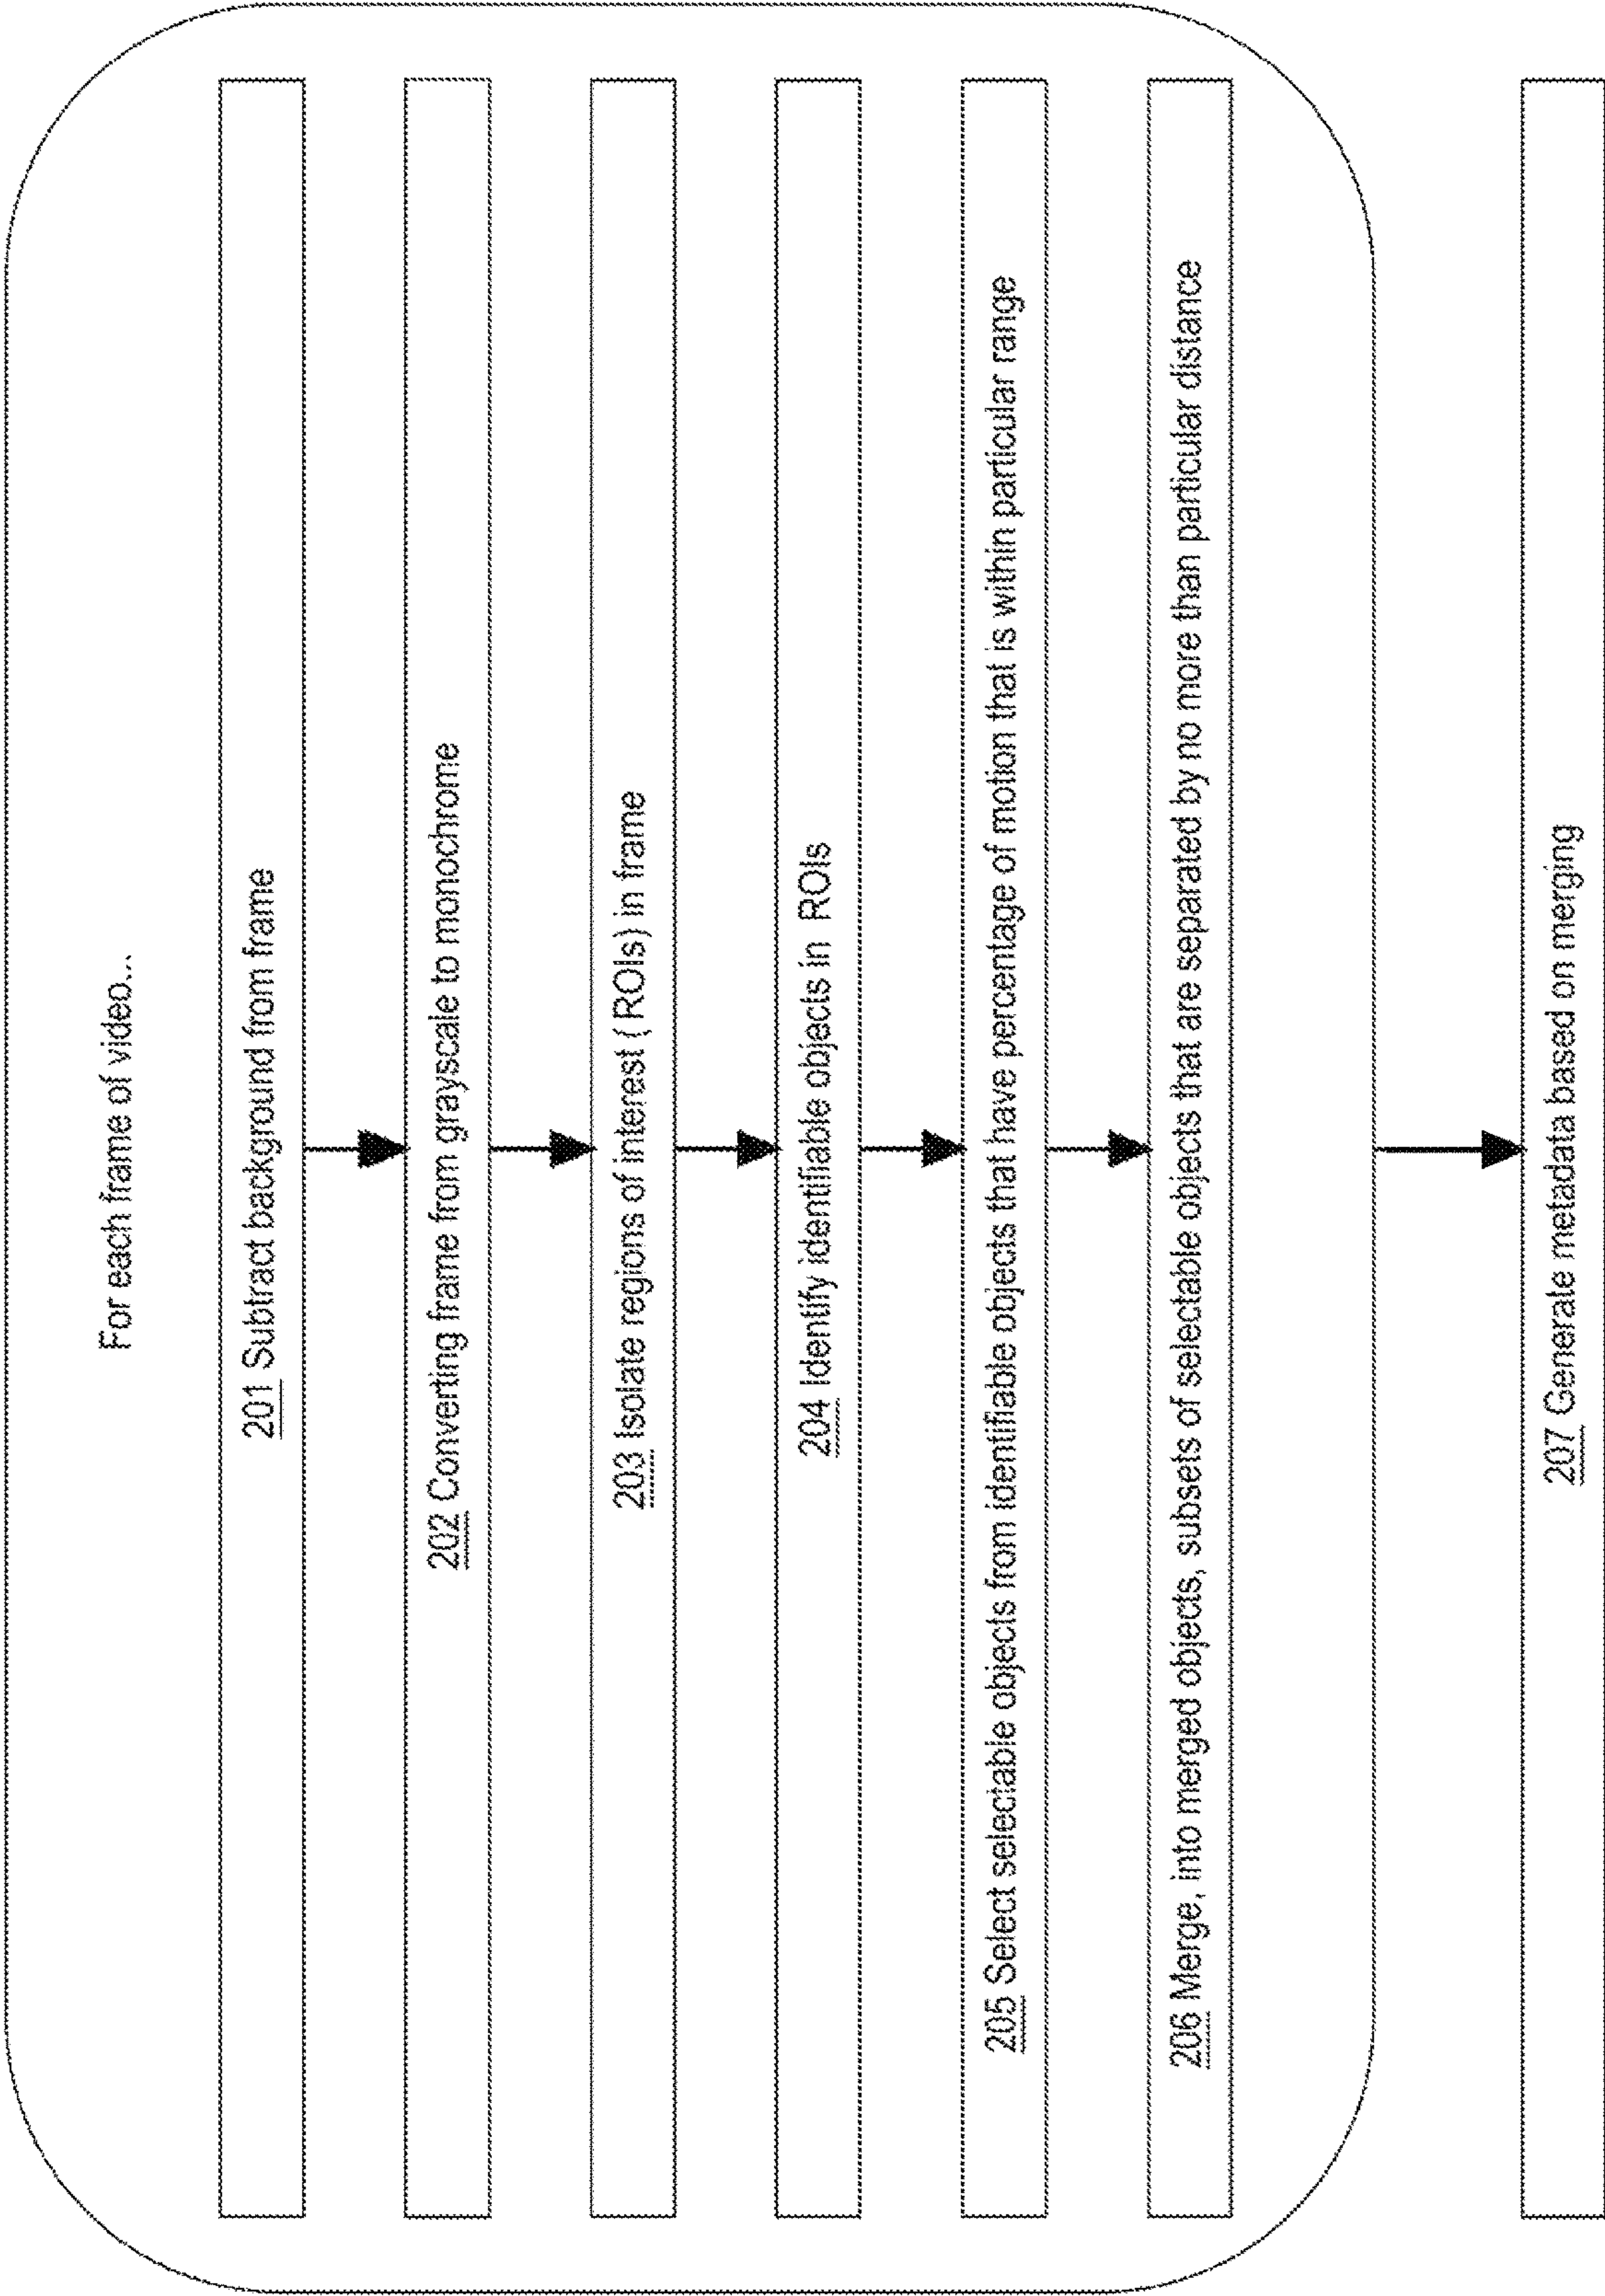 For each frame of video...
201 Subtract background from frame
202 Converting frame from grayscale to monochrome
203 Isolate regions of interest ( ROIs) in frame
204 Identify identifiable objects in ROIs
205 Select selectable objects from identifiable objects that have percentage of motion that is within particular range
206 Merge, into merged objects, subsets of selectable objects that are separated by no more than particular distance
207 Generate metadata based on merging